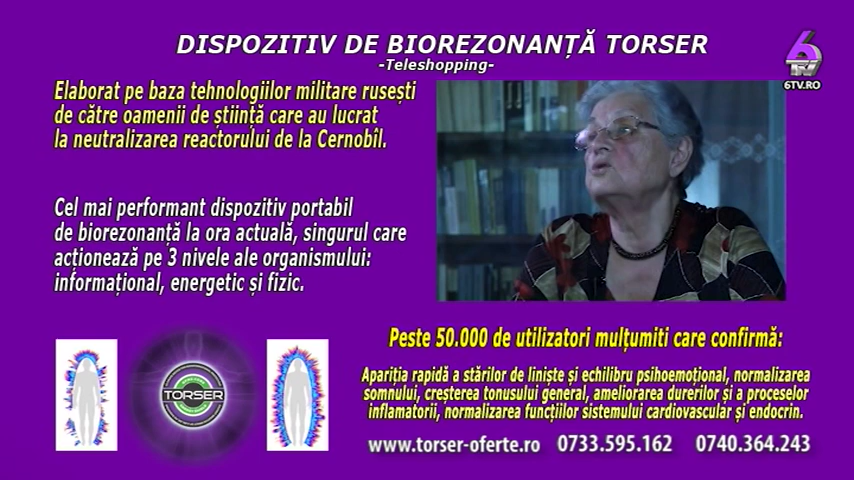 DISPOZITIV DE BIOREZONANȚĂ TORSER
-Teleshopping-
6TV.RO
Elaborat pe baza tehnologiilor militare rusești
de către oamenii de știință care au lucrat
la neutralizarea reactorului de la Cernobîl.
Cel mai performant dispozitiv portabil
de biorezonanță la ora actuală, singurul care
acționează pe 3 nivele ale organismului:
informațional, energetic și fizic.
TORSER
Peste 50.000 de utilizatori mulțumiti care confirmă:
Apariția rapidă a stărilor de liniște și echilibru psihoemoțional, normalizarea
somnului, creșterea tonusului general, ameliorarea durerilor și a proceselor
inflamatorii, normalizarea funcțiilor sistemului cardiovascular și endocrin.
www.torser-oferte.ro 0733.595.162 0740.364.243